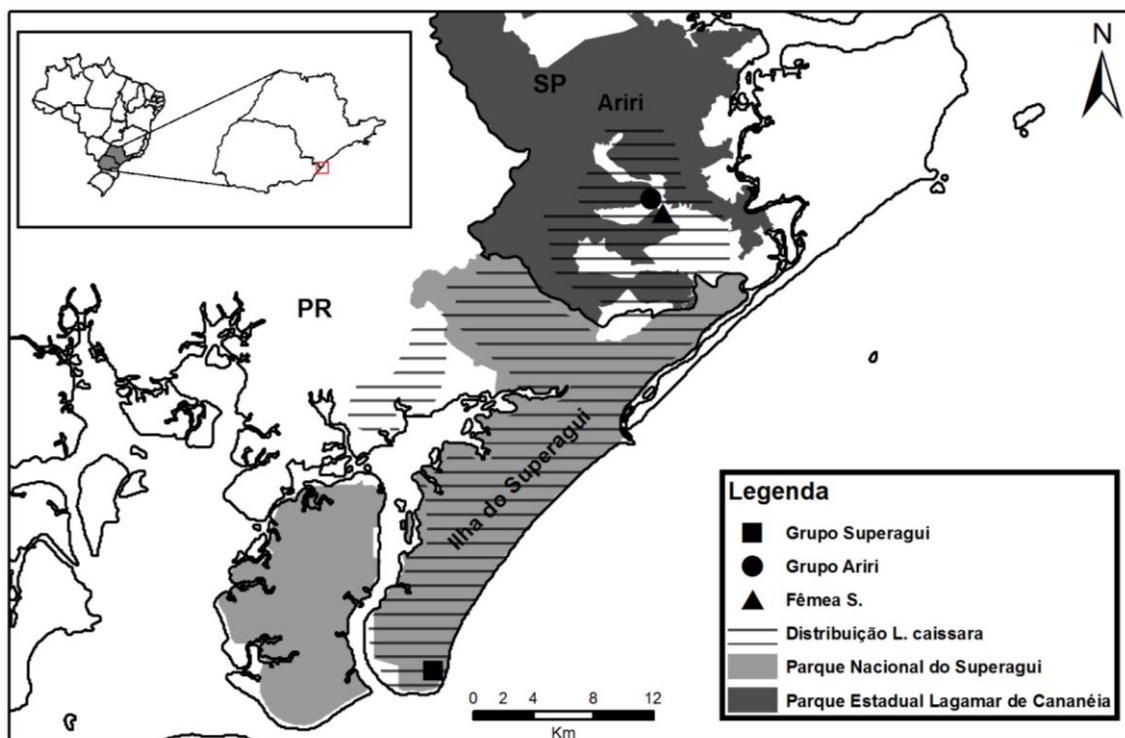 N
SP
Ariri
PR
Ilha do Superagui
0 2 4 8 12
Km
Legenda
Grupo Superagui
Grupo Ariri
Fêmea S.
Distribuição L. caissara
Parque Nacional do Superagui
Parque Estadual Lagamar de Cananéia